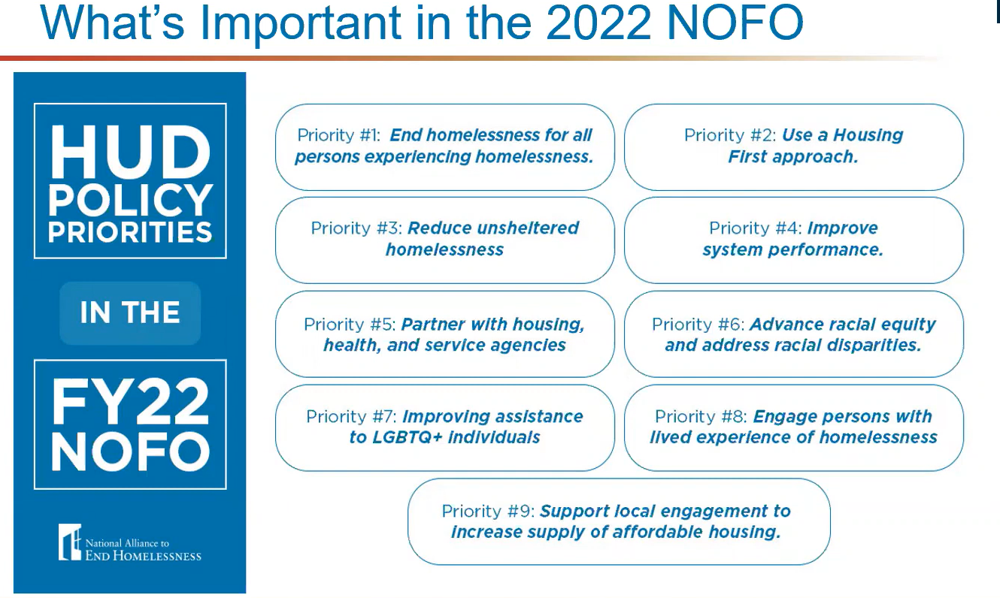 What's Important in the 2022 NOFO
HUD
POLICY
PRIORITIES
IN THE
FY22
NOFO
National Alliance to
END HOMELESSNESS
Priority #1: End homelessness for all
persons experiencing homelessness.
Priority #2: Use a Housing
First approach.
Priority #3: Reduce unsheltered
homelessness
Priority #4: Improve
system performance.
Priority #5: Partner with housing,
health, and service agencies
Priority #6: Advance racial equity
and address racial disparities.
Priority #7: Improving assistance
to LGBTQ+ individuals
Priority #8: Engage persons with
lived experience of homelessness
Priority #9: Support local engagement to
increase supply of affordable housing.